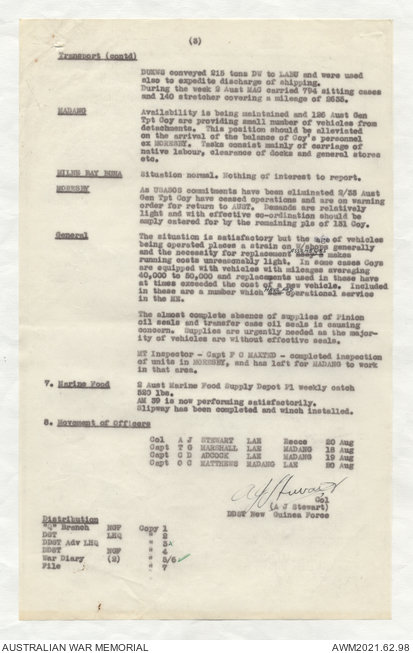 (3)
Transport (contd)
DUKWS conveyed 215 tons DW to LABU and were used
also to expedite discharge of shipping.
During the week 2 Aust MAC carried 794 sitting cases
and 140 stretcher covering a mileage of 2635.
MADANG
Availability is being maintained and 126 Aust Gen
Tpt Coy are providing small number of vehicles from
detachments. This position should be alleviated
on the arrival of the balance of Coy's personnel
ex MORESBY. Tasks consist mainly of carriage of
native labour, clearance of docks and general stores
etc.
MILNE BAY BUNA Situation normal. Nothing of interest to report.
MORESBY
As USASOS commitments have been eliminated 2/33 Aust
Gen Tpt Coy have ceased operations and are on warning
order for return to AUST. Demands are relatively
light and with effective co-ordination should be
amply catered for by the remaining pls of 131 Coy.
General
The situation is satisfactory but the age of vehicles
being operated places a strain on W/shops generally
and the necessity for replacement makes
running costs unreasonably light. In some cases Coys
are equipped with vehicles with mileages averaging
40,000 to 50,000 and replacements used in these have
at times exceeded the cost of a new vehicle. Included
in these are a number which operational service
in the ME.
The almost complete absence of supplies of Pinion
oil seals and transfer case oil seals is causing
concern. Supplies are urgently needed as the major-
ity of vehicles are without effective seals.
MT Inspector - Capt F C MAXTED - completed inspection
of units in MORESBY, and has left for MADANG to work
in that area.
7. Marine Food
2 Aust Marine Food Supply Depot Pl weekly catch
520 lbs.
AM 39 is now performing satisfactorily.
Slipway has been completed and winch installed.
8. Movement of Officers
Col A J STEWART LAE Recce 20 Aug
Capt T G MARSHALL LAE MADANG 18 Aug
Capt C D ADCOCK LAE MADANG 19 Aug
Capt O C MATTHEWS MADANG LAE 20 Aug
A J Stewart
Col
(A J Stewart)
DDST New Guinea Force
Distribution
"Q" Branch NGF Copy 1
DST LHQ " 2
DDST Adv LHQ " 3
DDST NGF " 4
War Diary (2) " 5/6
File " 7
AUSTRALIAN WAR MEMORIAL
AWM2021.62.98